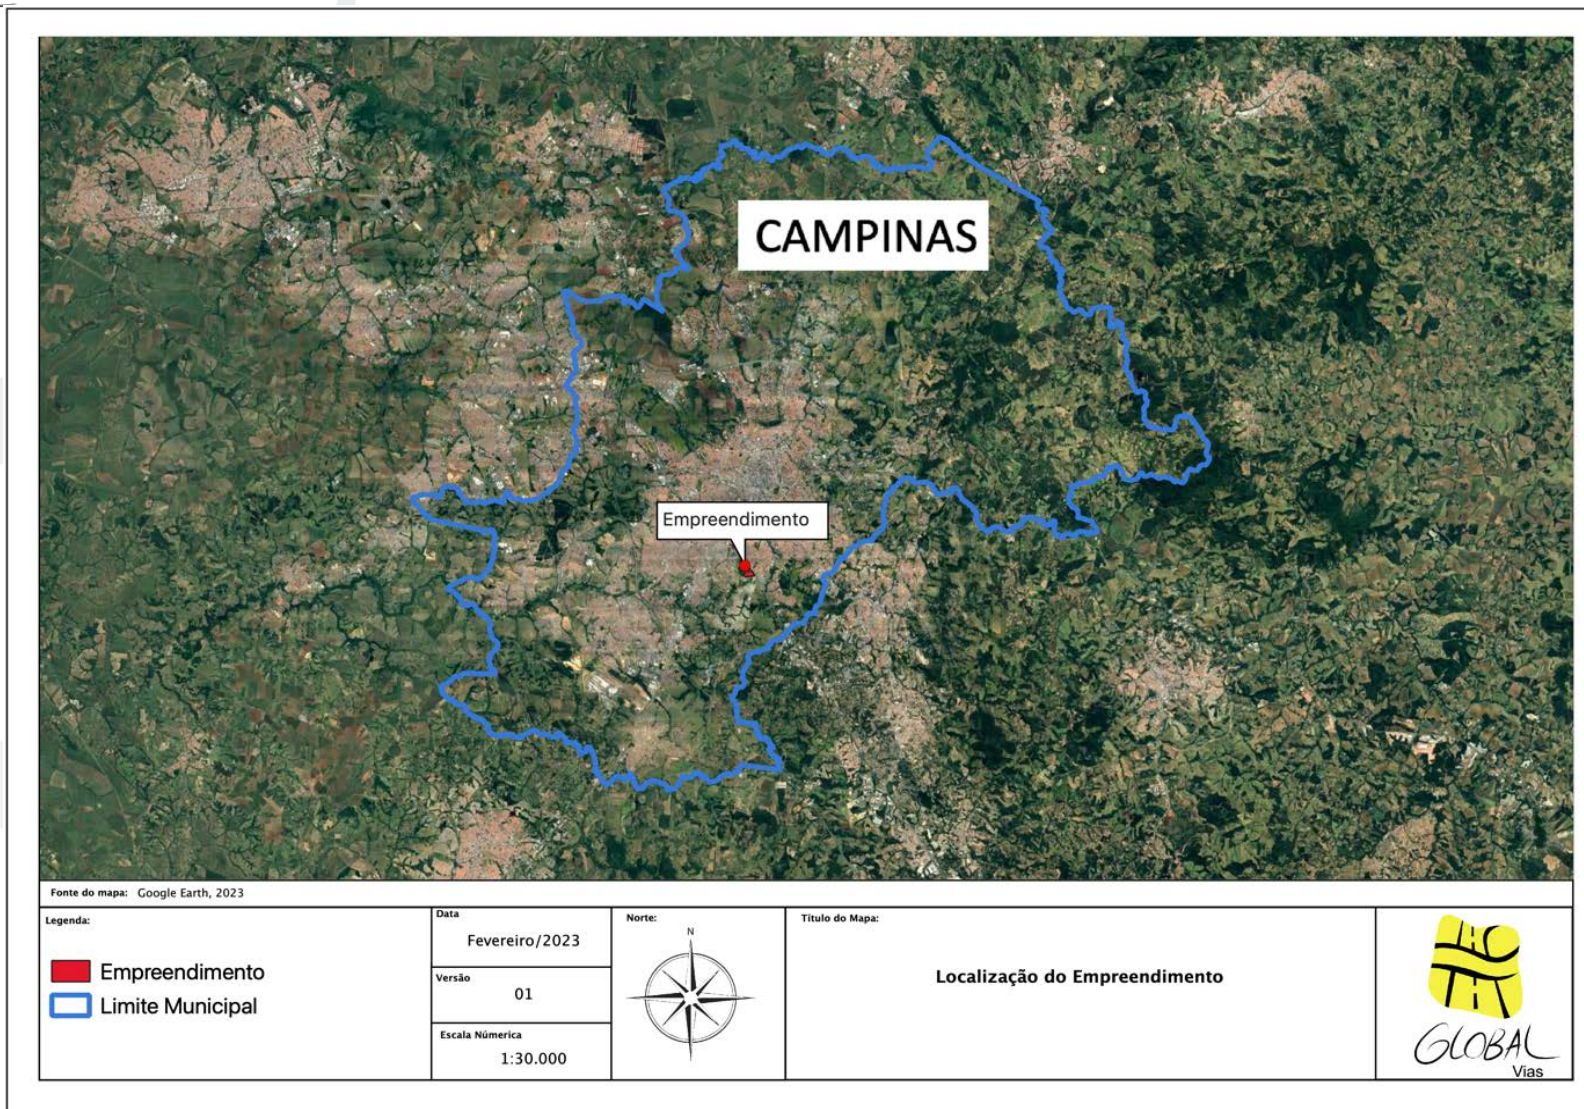 CAMPINAS
Empreendimento
Fonte do mapa: Google Earth, 2023
Legenda:
Empreendimento
Limite Municipal
Data
Fevereiro/2023
Versão
01
Escala Númerica
1:30.000
Norte:
N
Título do Mapa:
Localização do Empreendimento
GLOBAL
Vias